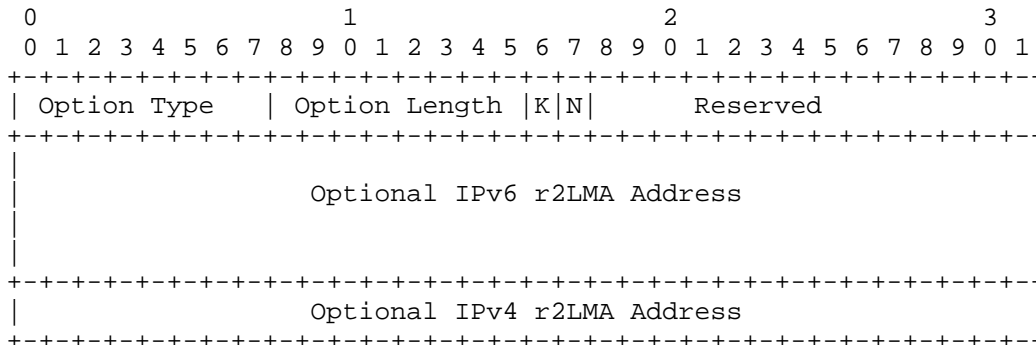 0                   1                   2                   3
 0 1 2 3 4 5 6 7 8 9 0 1 2 3 4 5 6 7 8 9 0 1 2 3 4 5 6 7 8 9 0 1
+-+-+-+-+-+-+-+-+-+-+-+-+-+-+-+-+-+-+-+-+-+-+-+-+-+-+-+-+-+-+-+-
| Option Type   | Option Length |K|N|      Reserved
+-+-+-+-+-+-+-+-+-+-+-+-+-+-+-+-+-+-+-+-+-+-+-+-+-+-+-+-+-+-+-+-
|
|                  Optional IPv6 r2LMA Address
|
|
+-+-+-+-+-+-+-+-+-+-+-+-+-+-+-+-+-+-+-+-+-+-+-+-+-+-+-+-+-+-+-+-
|                  Optional IPv4 r2LMA Address
+-+-+-+-+-+-+-+-+-+-+-+-+-+-+-+-+-+-+-+-+-+-+-+-+-+-+-+-+-+-+-+-